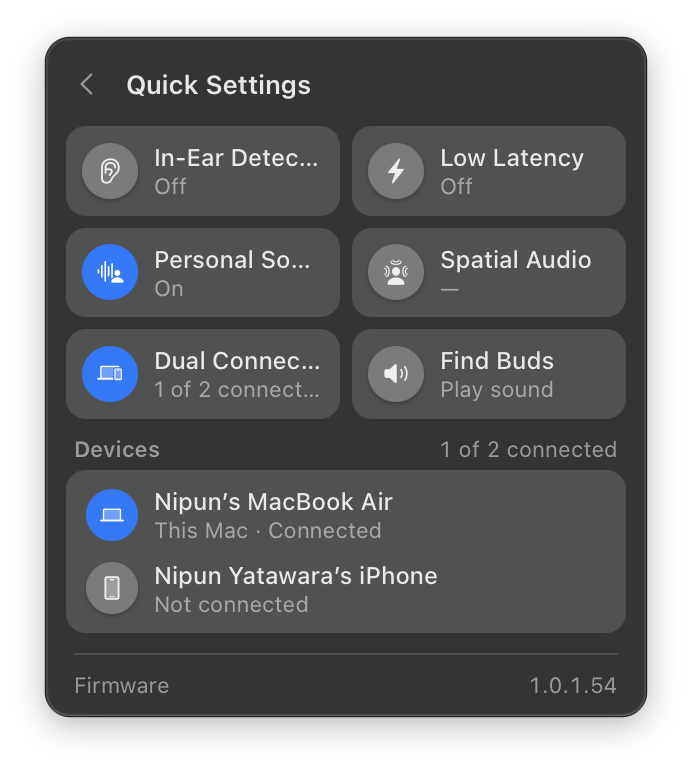 Quick Settings
In-Ear Detec...
Off
Low Latency
Off
Personal So...
On
Spatial Audio
—
Dual Connec...
1 of 2 connect...
Find Buds
Play sound
Devices
1 of 2 connected
Nipun’s MacBook Air
This Mac · Connected
Nipun Yatawara’s iPhone
Not connected
Firmware
1.0.1.54